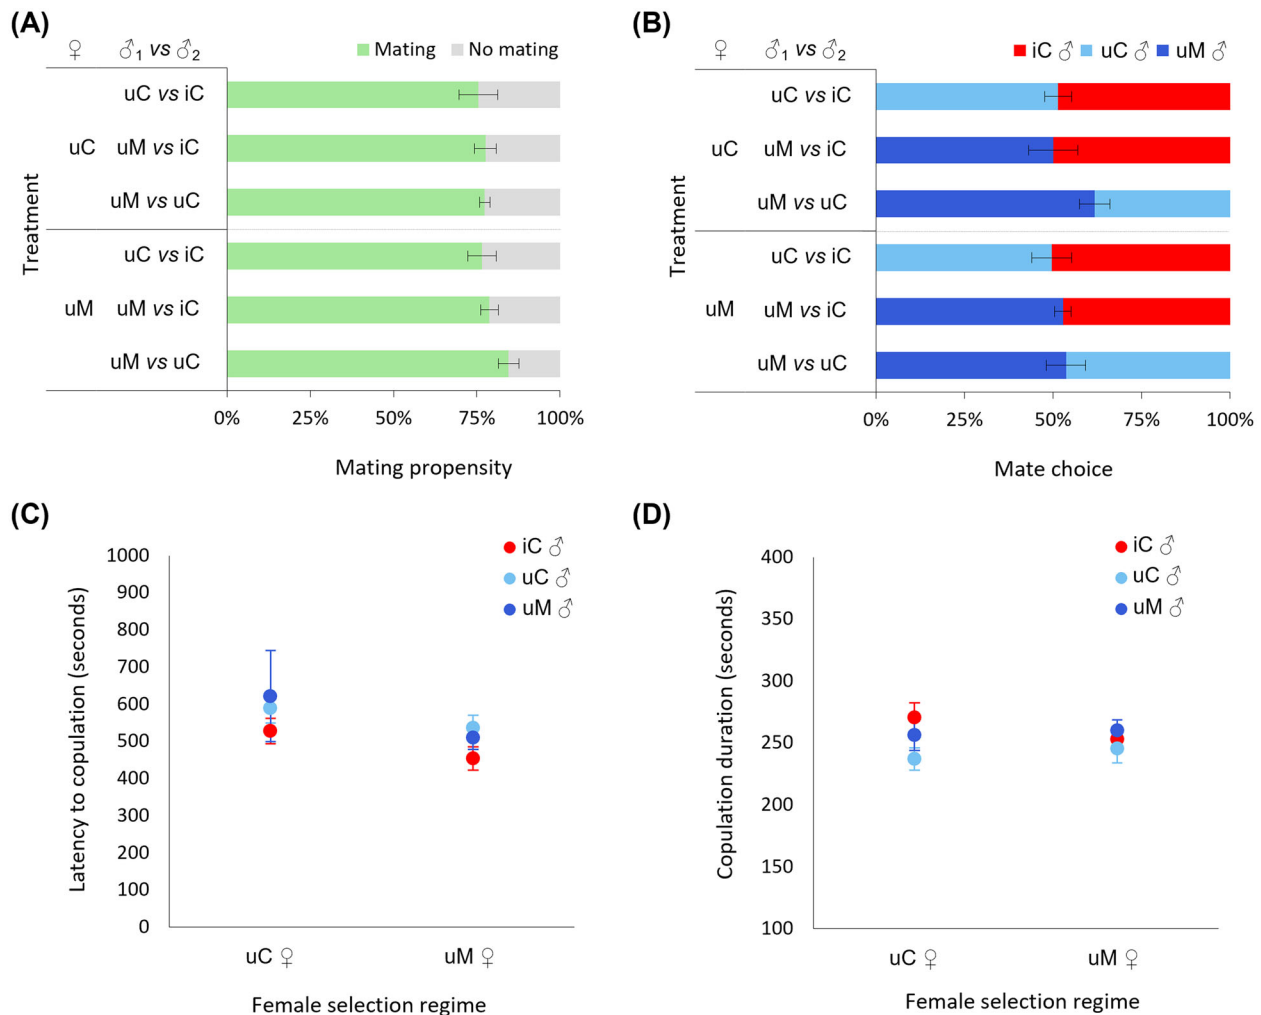 (A)
♀ ♂1 vs ♂2 Mating No mating
uC vs iC
uC uM vs iC
uM vs uC
uC vs iC
uM uM vs iC
uM vs uC
Treatment
0% 25% 50% 75% 100%
Mating propensity
(B)
♀ ♂1 vs ♂2 iC ♂ uC ♂ uM ♂
uC vs iC
uC uM vs iC
uM vs uC
uC vs iC
uM uM vs iC
uM vs uC
Treatment
0% 25% 50% 75% 100%
Mate choice
(C)
iC ♂
uC ♂
uM ♂
Latency to copulation (seconds)
1000
900
800
700
600
500
400
300
200
100
0
uC ♀ uM ♀
Female selection regime
(D)
iC ♂
uC ♂
uM ♂
Copulation duration (seconds)
400
350
300
250
200
150
100
uC ♀ uM ♀
Female selection regime